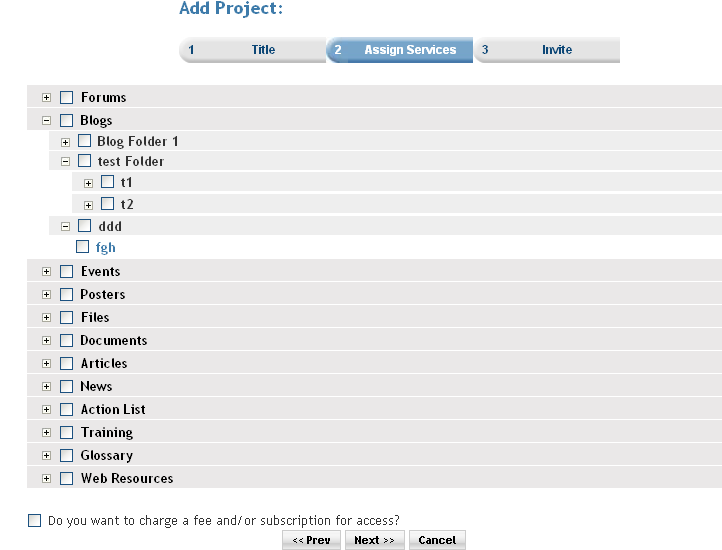 Add Project:
1 Title 2 Assign Services 3 Invite
Forums
Blogs
Blog Folder 1
test Folder
t1
t2
ddd
fgh
Events
Posters
Files
Documents
Articles
News
Action List
Training
Glossary
Web Resources
Do you want to charge a fee and/or subscription for access?
<< Prev Next >> Cancel